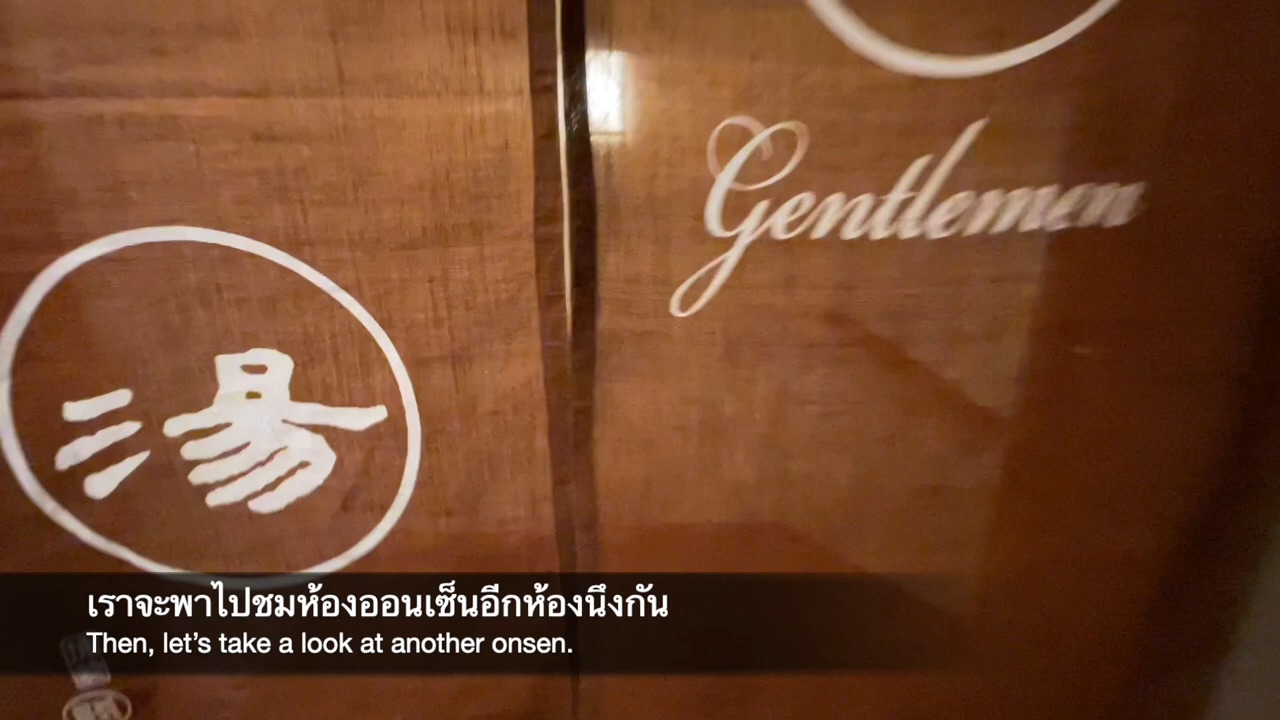 Gentlemen
湯
เราจะพาไปชมห้องออนเซ็นอีกห้องนึงกัน
Then, let's take a look at another onsen.